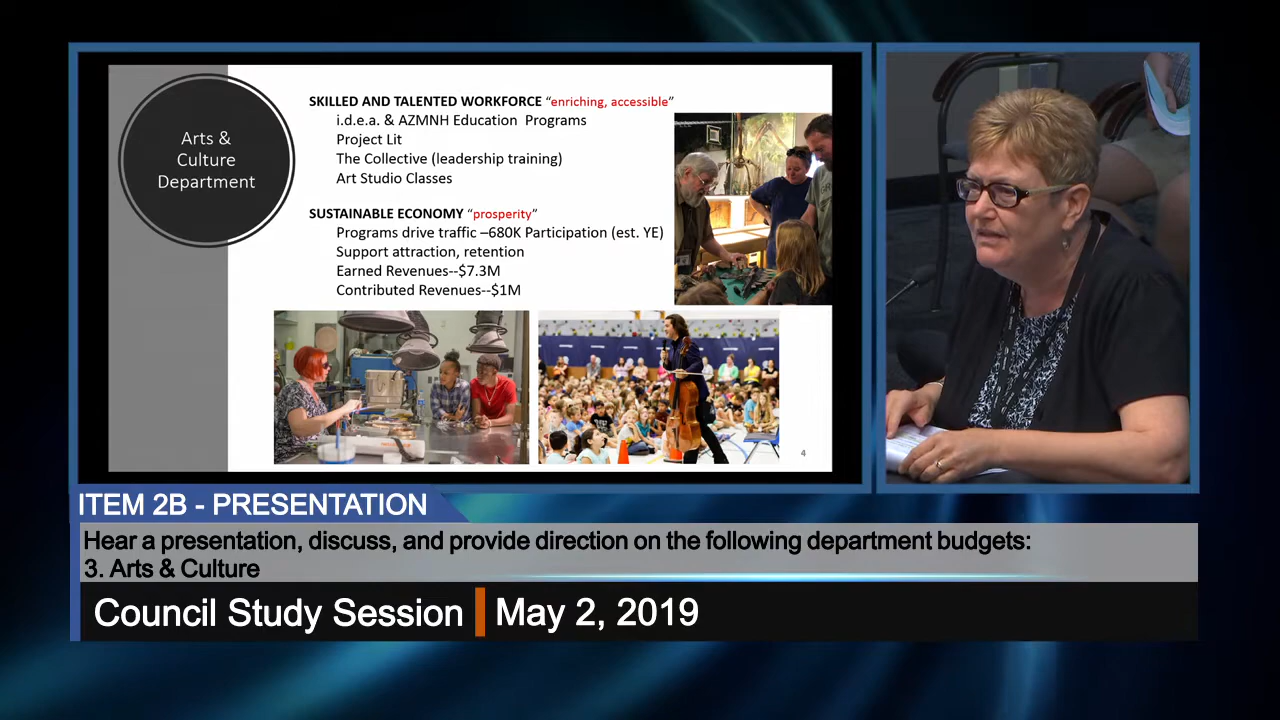 Arts &
Culture
Department
SKILLED AND TALENTED WORKFORCE “enriching, accessible”
i.d.e.a. & AZMNH Education Programs
Project Lit
The Collective (leadership training)
Art Studio Classes
SUSTAINABLE ECONOMY “prosperity”
Programs drive traffic –680K Participation (est. YE)
Support attraction, retention
Earned Revenues--$7.3M
Contributed Revenues--$1M
4
ITEM 2B - PRESENTATION
Hear a presentation, discuss, and provide direction on the following department budgets:
3. Arts & Culture
Council Study Session
May 2, 2019